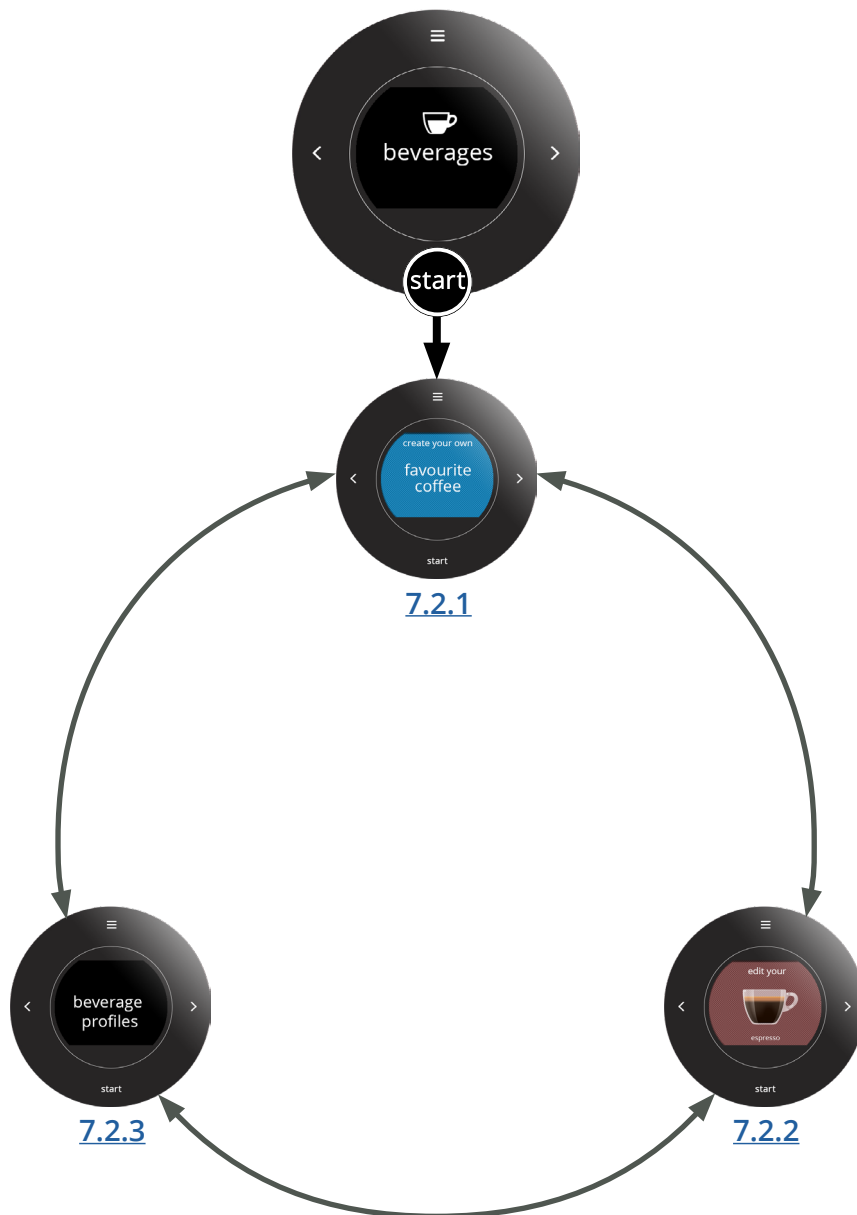 beverages
start
create your own
favourite
coffee
start
7.2.1
beverage
profiles
start
7.2.3
edit your
espresso
start
7.2.2